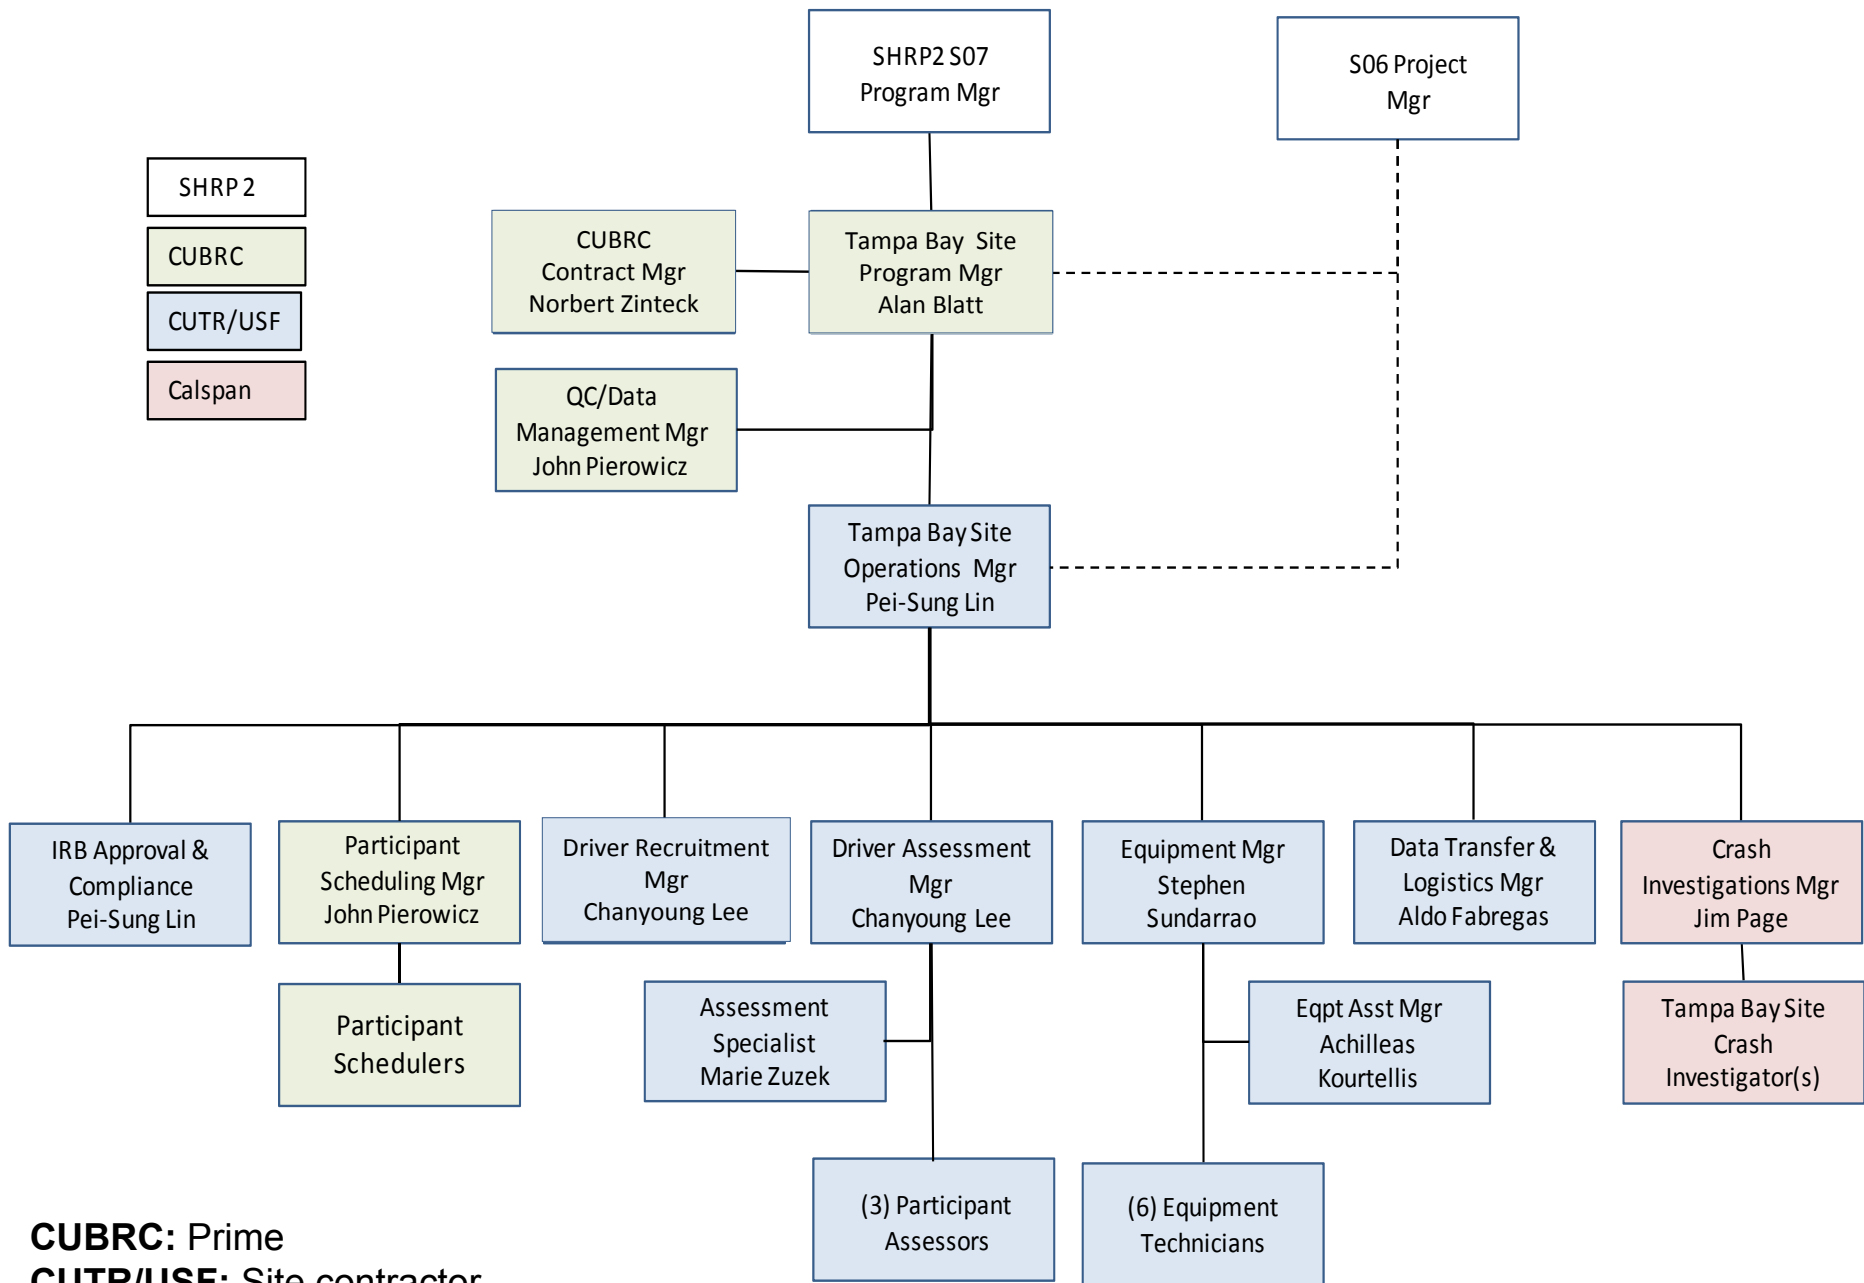 SHRP2 S07
Program Mgr
S06 Project
Mgr
SHRP 2
CUBRC
CUTR/USF
Calspan
CUBRC
Contract Mgr
Norbert Zinteck
Tampa Bay Site
Program Mgr
Alan Blatt
QC/Data
Management Mgr
John Pierowicz
Tampa Bay Site
Operations Mgr
Pei-Sung Lin
IRB Approval &
Compliance
Pei-Sung Lin
Participant
Scheduling Mgr
John Pierowicz
Driver Recruitment
Mgr
Chanyoung Lee
Driver Assessment
Mgr
Chanyoung Lee
Equipment Mgr
Stephen
Sundarrao
Data Transfer &
Logistics Mgr
Aldo Fabregas
Crash
Investigations Mgr
Jim Page
Participant
Schedulers
Assessment
Specialist
Marie Zuzek
Eqpt Asst Mgr
Achilleas
Kourtellis
Tampa Bay Site
Crash
Investigator(s)
(3) Participant
Assessors
(6) Equipment
Technicians
CUBRC: Prime
CUTR/USF: Site contractor